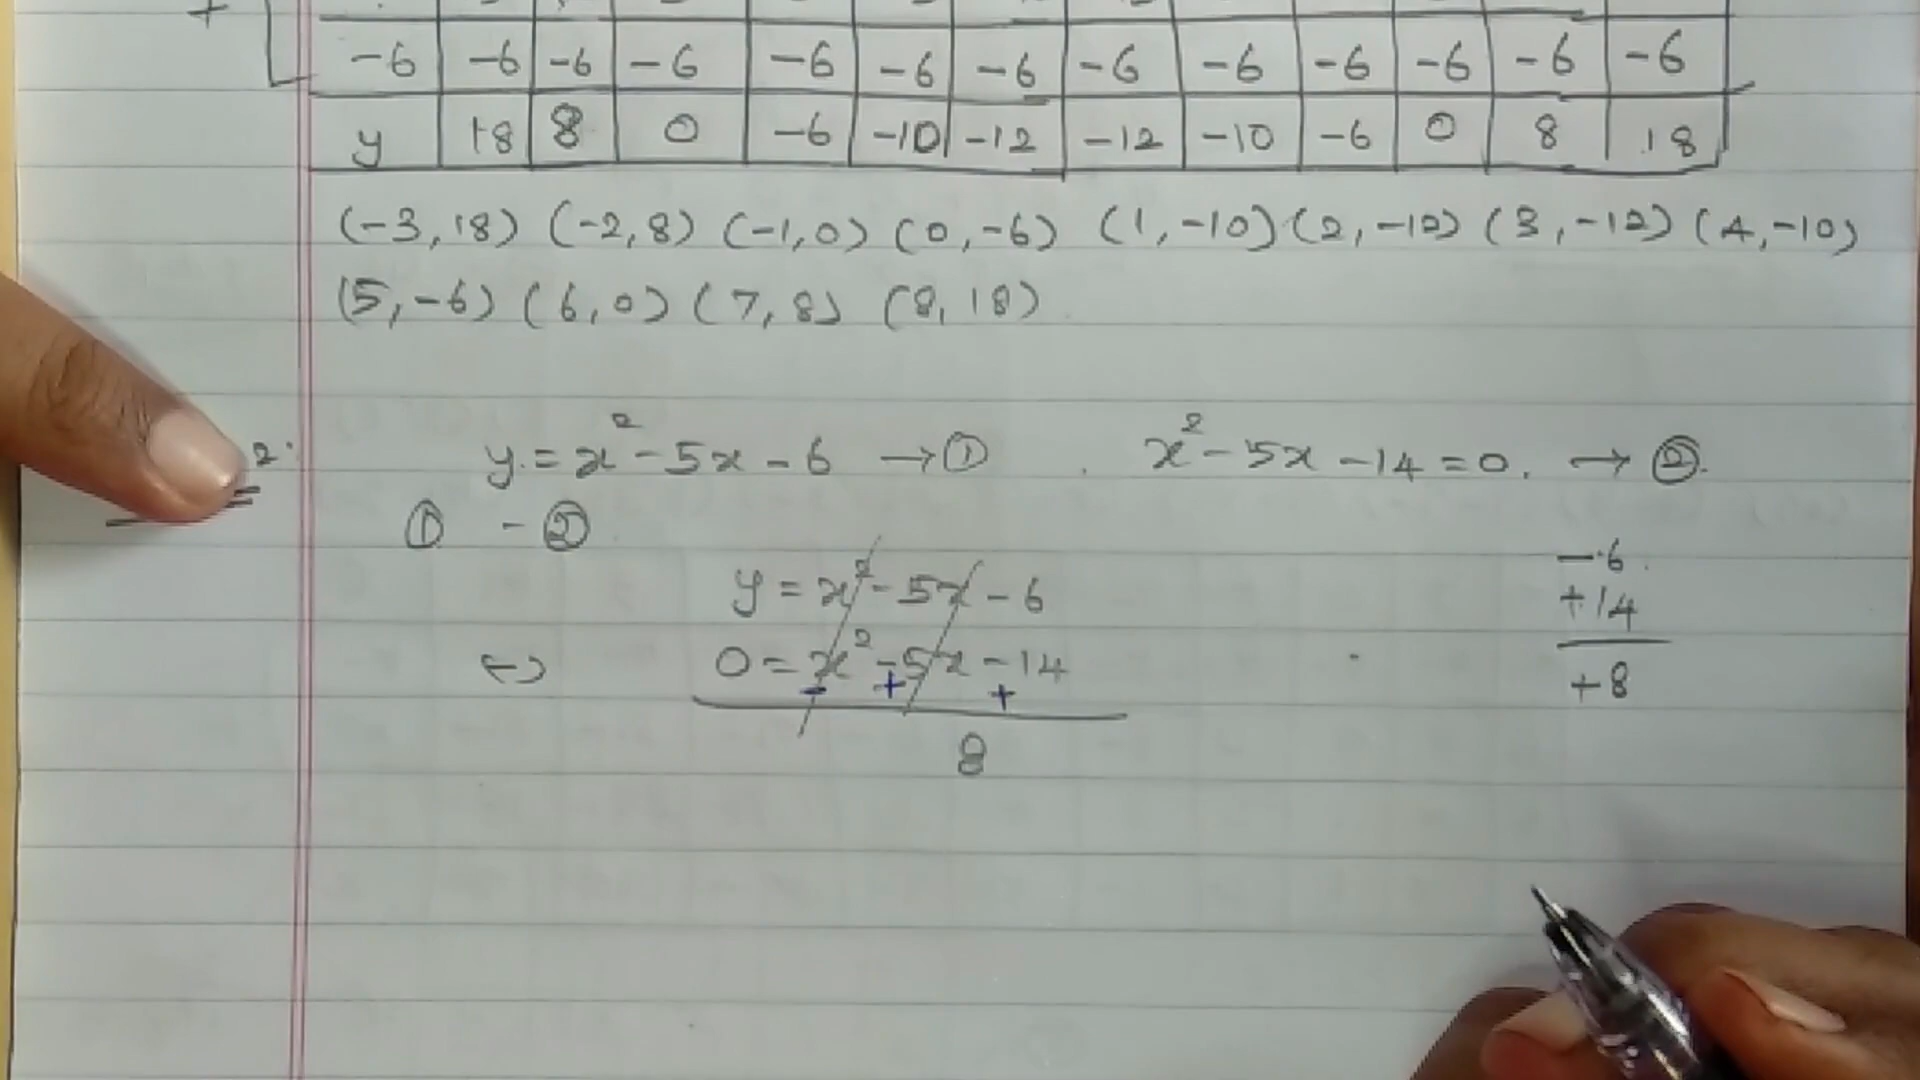 +
-6 -6 -6 -6 -6 -6 -6 -6 -6 -6 -6 -6 -6
y 18 8 0 -6 -10 -12 -12 -10 -6 0 8 18
(-3,18) (-2,8) (-1,0) (0,-6) (1,-10) (2,-12) (3,-12) (4,-10)
(5,-6) (6,0) (7,8) (8,18)
2.
y = x² - 5x - 6 → ① x² - 5x - 14 = 0. → ②.
① - ②
y = x² - 5x - 6
0 = x² - 5x - 14
- + +
8
-6
+14
+8